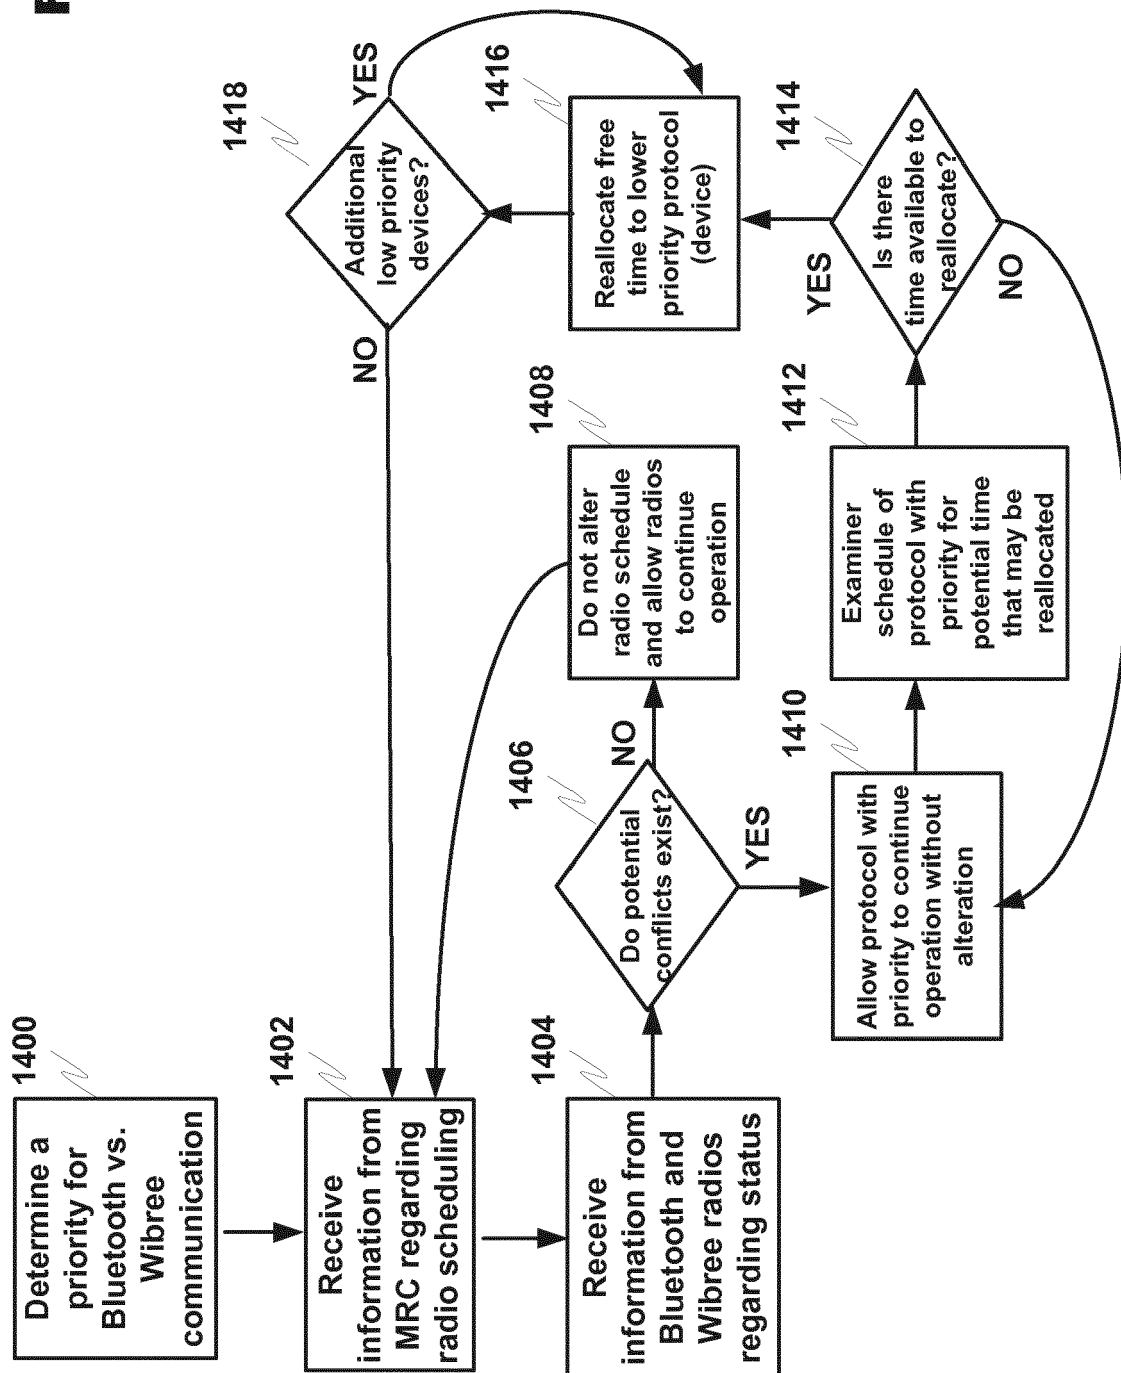 1400
Determine a
priority for
Bluetooth vs.
Wibree
communication
1402
Receive
information from
MRC regarding
radio scheduling
1404
Receive
information from
Bluetooth and
Wibree radios
regarding status
1406
Do potential
conflicts exist?
NO
YES
1408
Do not alter
radio schedule
and allow radios
to continue
operation
1410
Allow protocol with
priority to continue
operation without
alteration
1412
Examiner
schedule of
protocol with
priority for
potential time
that may be
reallocated
1414
Is there
time available to
reallocate?
YES
NO
1416
Reallocate free
time to lower
priority protocol
(device)
1418
Additional
low priority
devices?
YES
NO